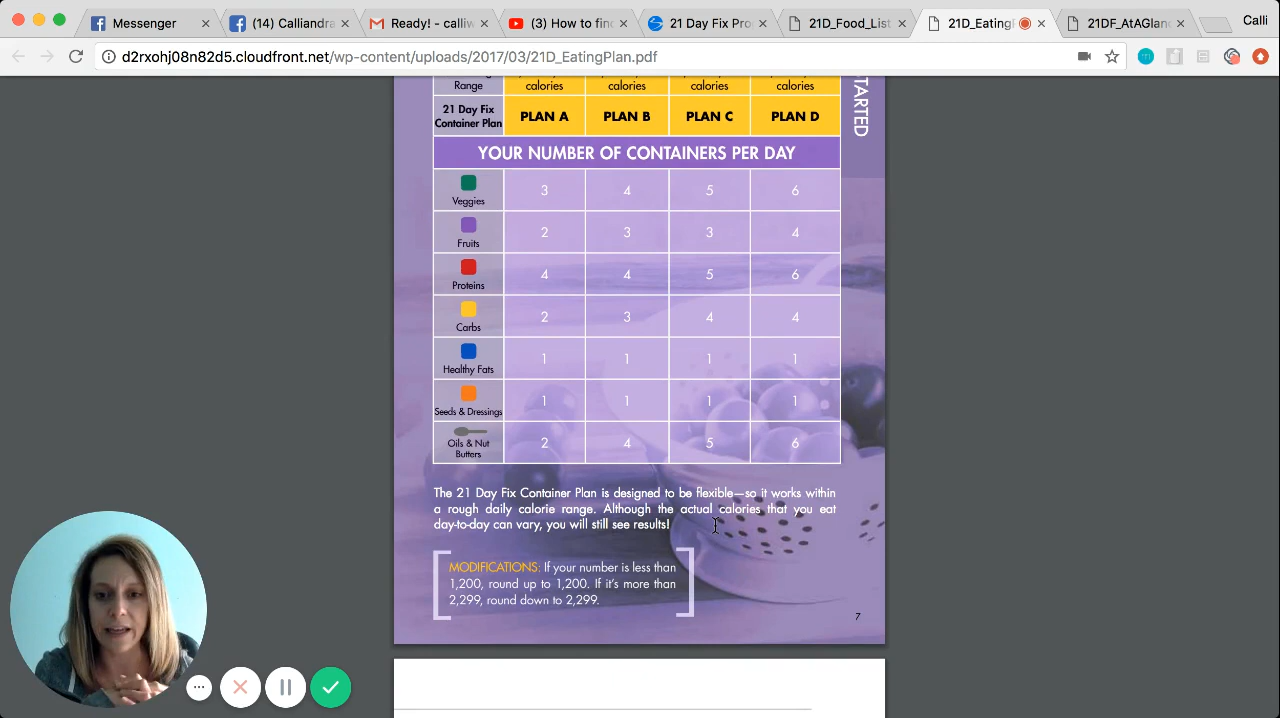 Messenger
(14) Calliandra
Ready! - calliw
(3) How to find
21 Day Fix Pro
21D_Food_List
21D_Eating
21DF_AtAGlanc
Calli
d2rxohj08n82d5.cloudfront.net/wp-content/uploads/2017/03/21D_EatingPlan.pdf
Range calories calories calories calories
21 Day Fix
Container Plan PLAN A PLAN B PLAN C PLAN D
TARTED
YOUR NUMBER OF CONTAINERS PER DAY
Veggies 3 4 5 6
Fruits 2 3 3 4
Proteins 4 4 5 6
Carbs 2 3 4 4
Healthy Fats 1 1 1 1
Seeds & Dressings 1 1 1 1
Oils & Nut
Butters 2 4 5 6
The 21 Day Fix Container Plan is designed to be flexible—so it works within
a rough daily calorie range. Although the actual calories that you eat
day-to-day can vary, you will still see results!
MODIFICATIONS: If your number is less than
1,200, round up to 1,200. If it's more than
2,299, round down to 2,299.
7